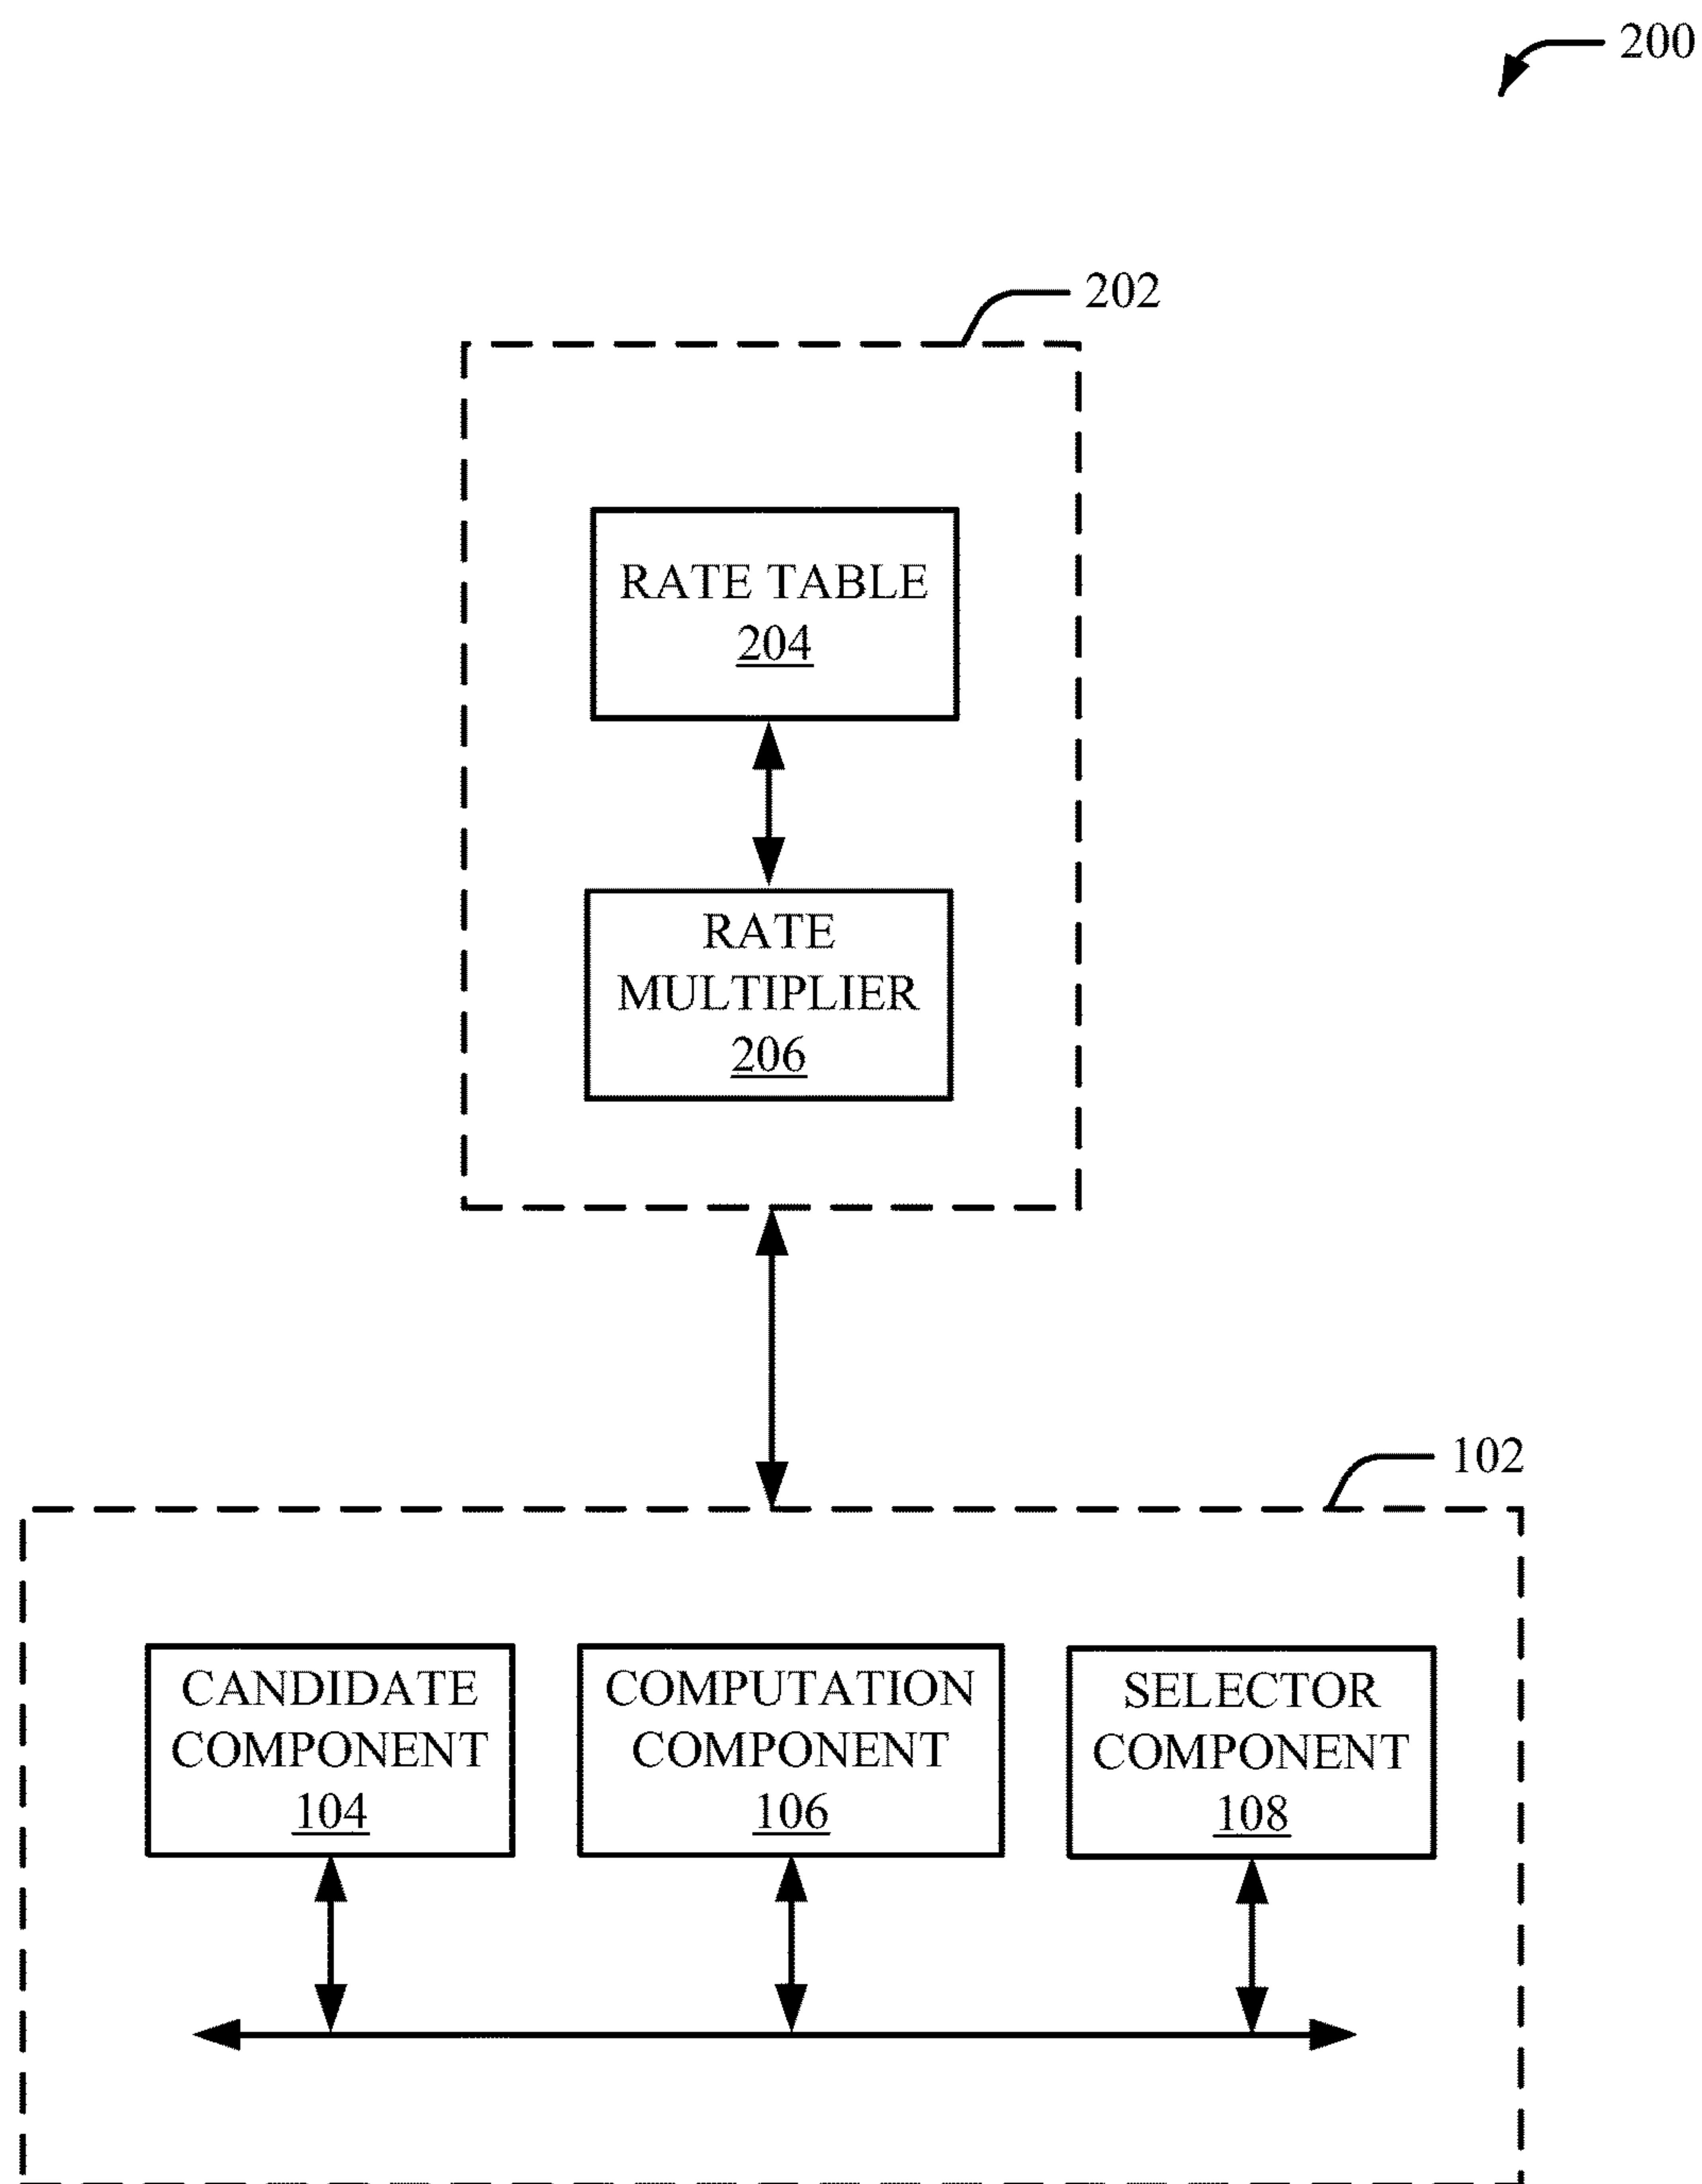 200
202
RATE TABLE
204
RATE
MULTIPLIER
206
102
CANDIDATE
COMPONENT
104
COMPUTATION
COMPONENT
106
SELECTOR
COMPONENT
108